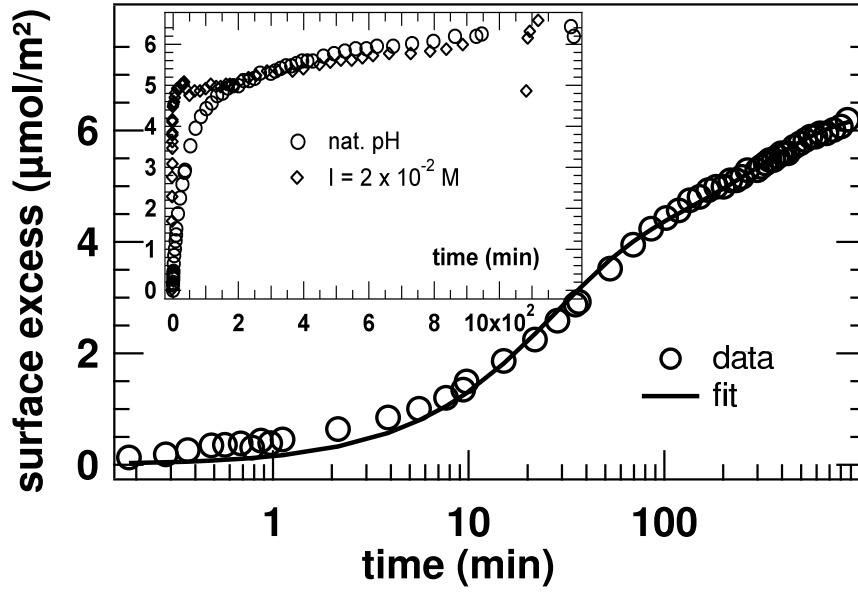 surface excess (μmol/m²)
6
4
2
0
1
10
100
time (min)
data
fit
6
5
4
3
2
1
0
0
2
4
6
8
10x10²
time (min)
nat. pH
I = 2 x 10⁻² M